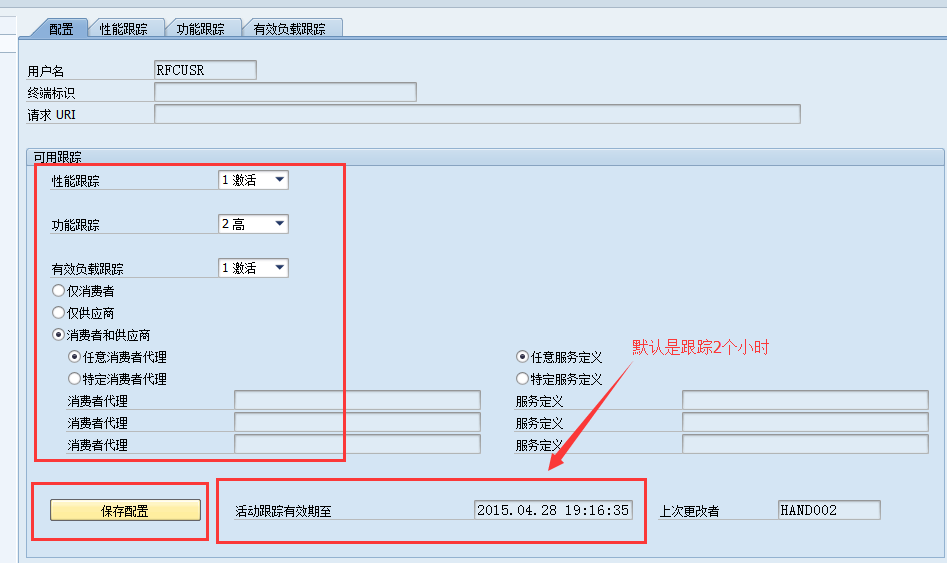 配置 性能跟踪 功能跟踪 有效负载跟踪
用户名 RFCUSR
终端标识
请求 URI
可用跟踪
性能跟踪 1 激活
功能跟踪 2 高
有效负载跟踪 1 激活
仅消费者
仅供应商
消费者和供应商
默认是跟踪2个小时
任意消费者代理 任意服务定义
特定消费者代理 特定服务定义
消费者代理 服务定义
消费者代理 服务定义
消费者代理 服务定义
保存配置 活动跟踪有效期至 2015.04.28 19:16:35 上次更改者 HAND002